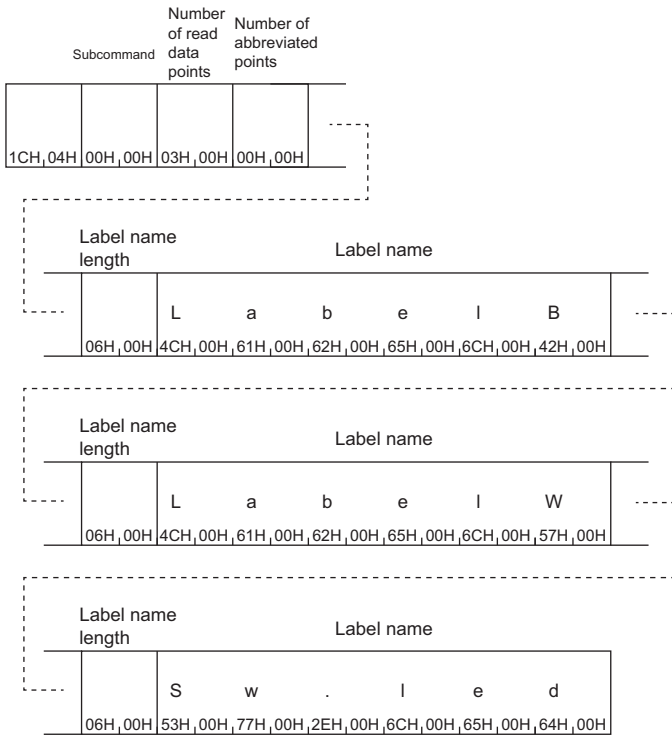 Subcommand
Number
of read
data
points
Number of
abbreviated
points
1CH 04H 00H 00H 03H 00H 00H 00H
Label name
length
Label name
L a b e l B
06H 00H 4CH 00H 61H 00H 62H 00H 65H 00H 6CH 00H 42H 00H
Label name
length
Label name
L a b e l W
06H 00H 4CH 00H 61H 00H 62H 00H 65H 00H 6CH 00H 57H 00H
Label name
length
Label name
S w . l e d
06H 00H 53H 00H 77H 00H 2EH 00H 6CH 00H 65H 00H 64H 00H